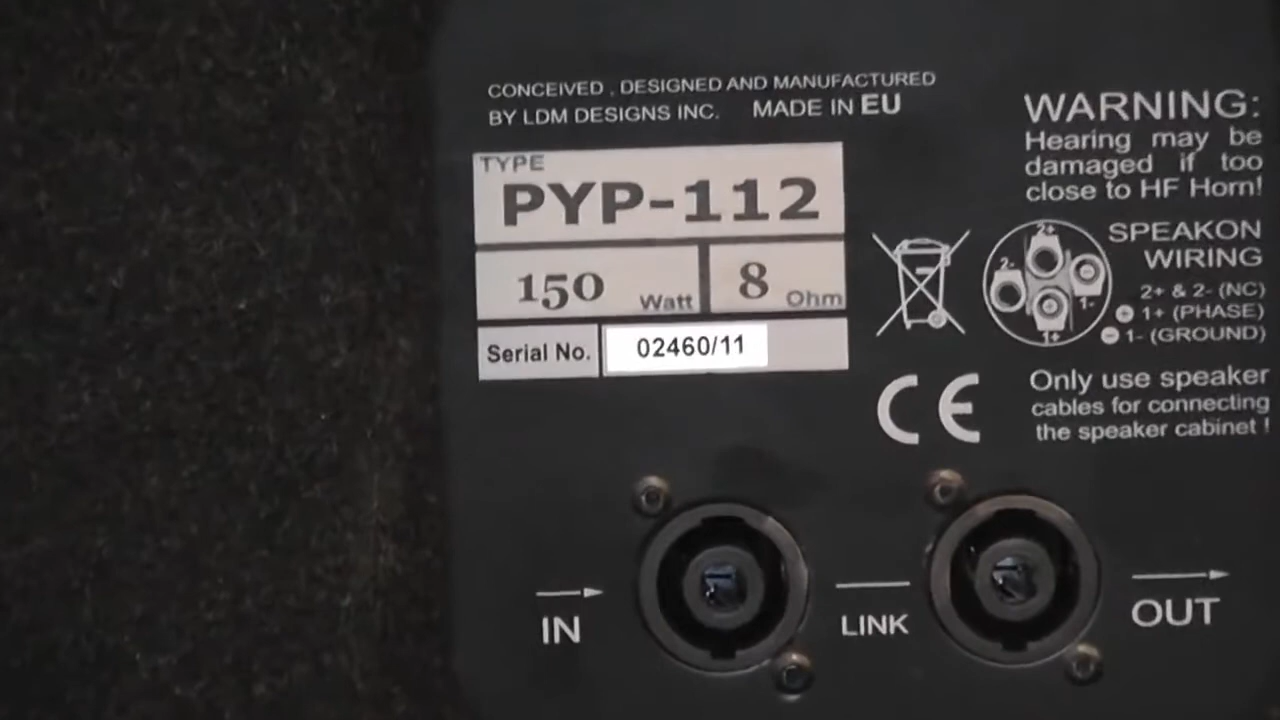 CONCEIVED , DESIGNED AND MANUFACTURED
BY LDM DESIGNS INC. MADE IN EU
TYPE
PYP-112
150 Watt
8 Ohm
Serial No. 02460/11
WARNING:
Hearing may be
damaged if too
close to HF Horn!
SPEAKON
WIRING
2+ & 2- (NC)
1+ (PHASE)
1- (GROUND)
2+
2-
1-
1+
CE
Only use speaker
cables for connecting
the speaker cabinet !
IN
LINK
OUT